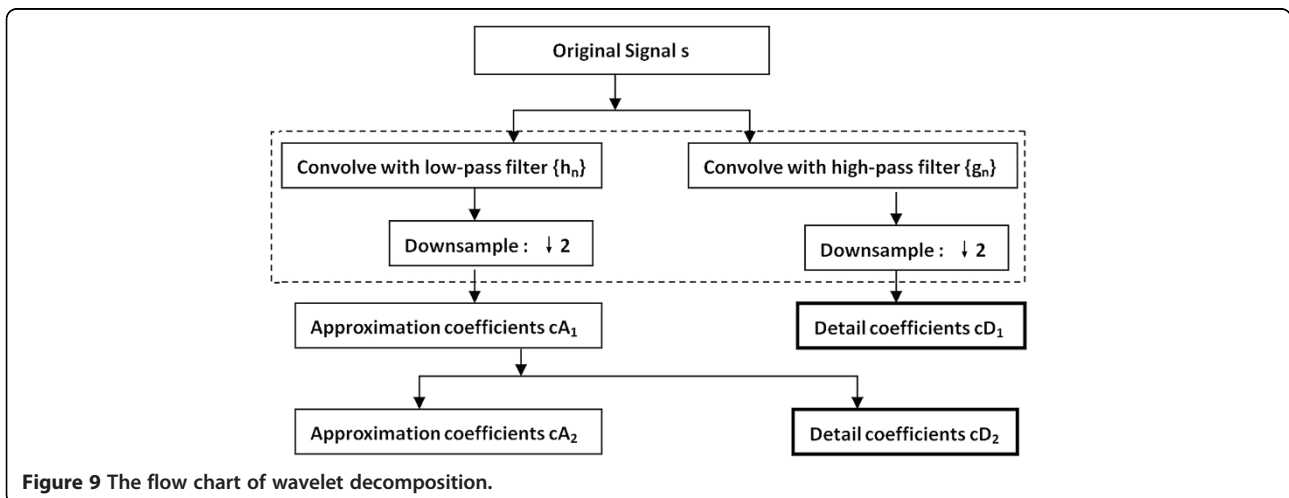 Original Signal s
Convolve with low-pass filter {hₙ}
Convolve with high-pass filter {gₙ}
Downsample : ↓ 2
Downsample : ↓ 2
Approximation coefficients cA₁
Detail coefficients cD₁
Approximation coefficients cA₂
Detail coefficients cD₂
Figure 9 The flow chart of wavelet decomposition.